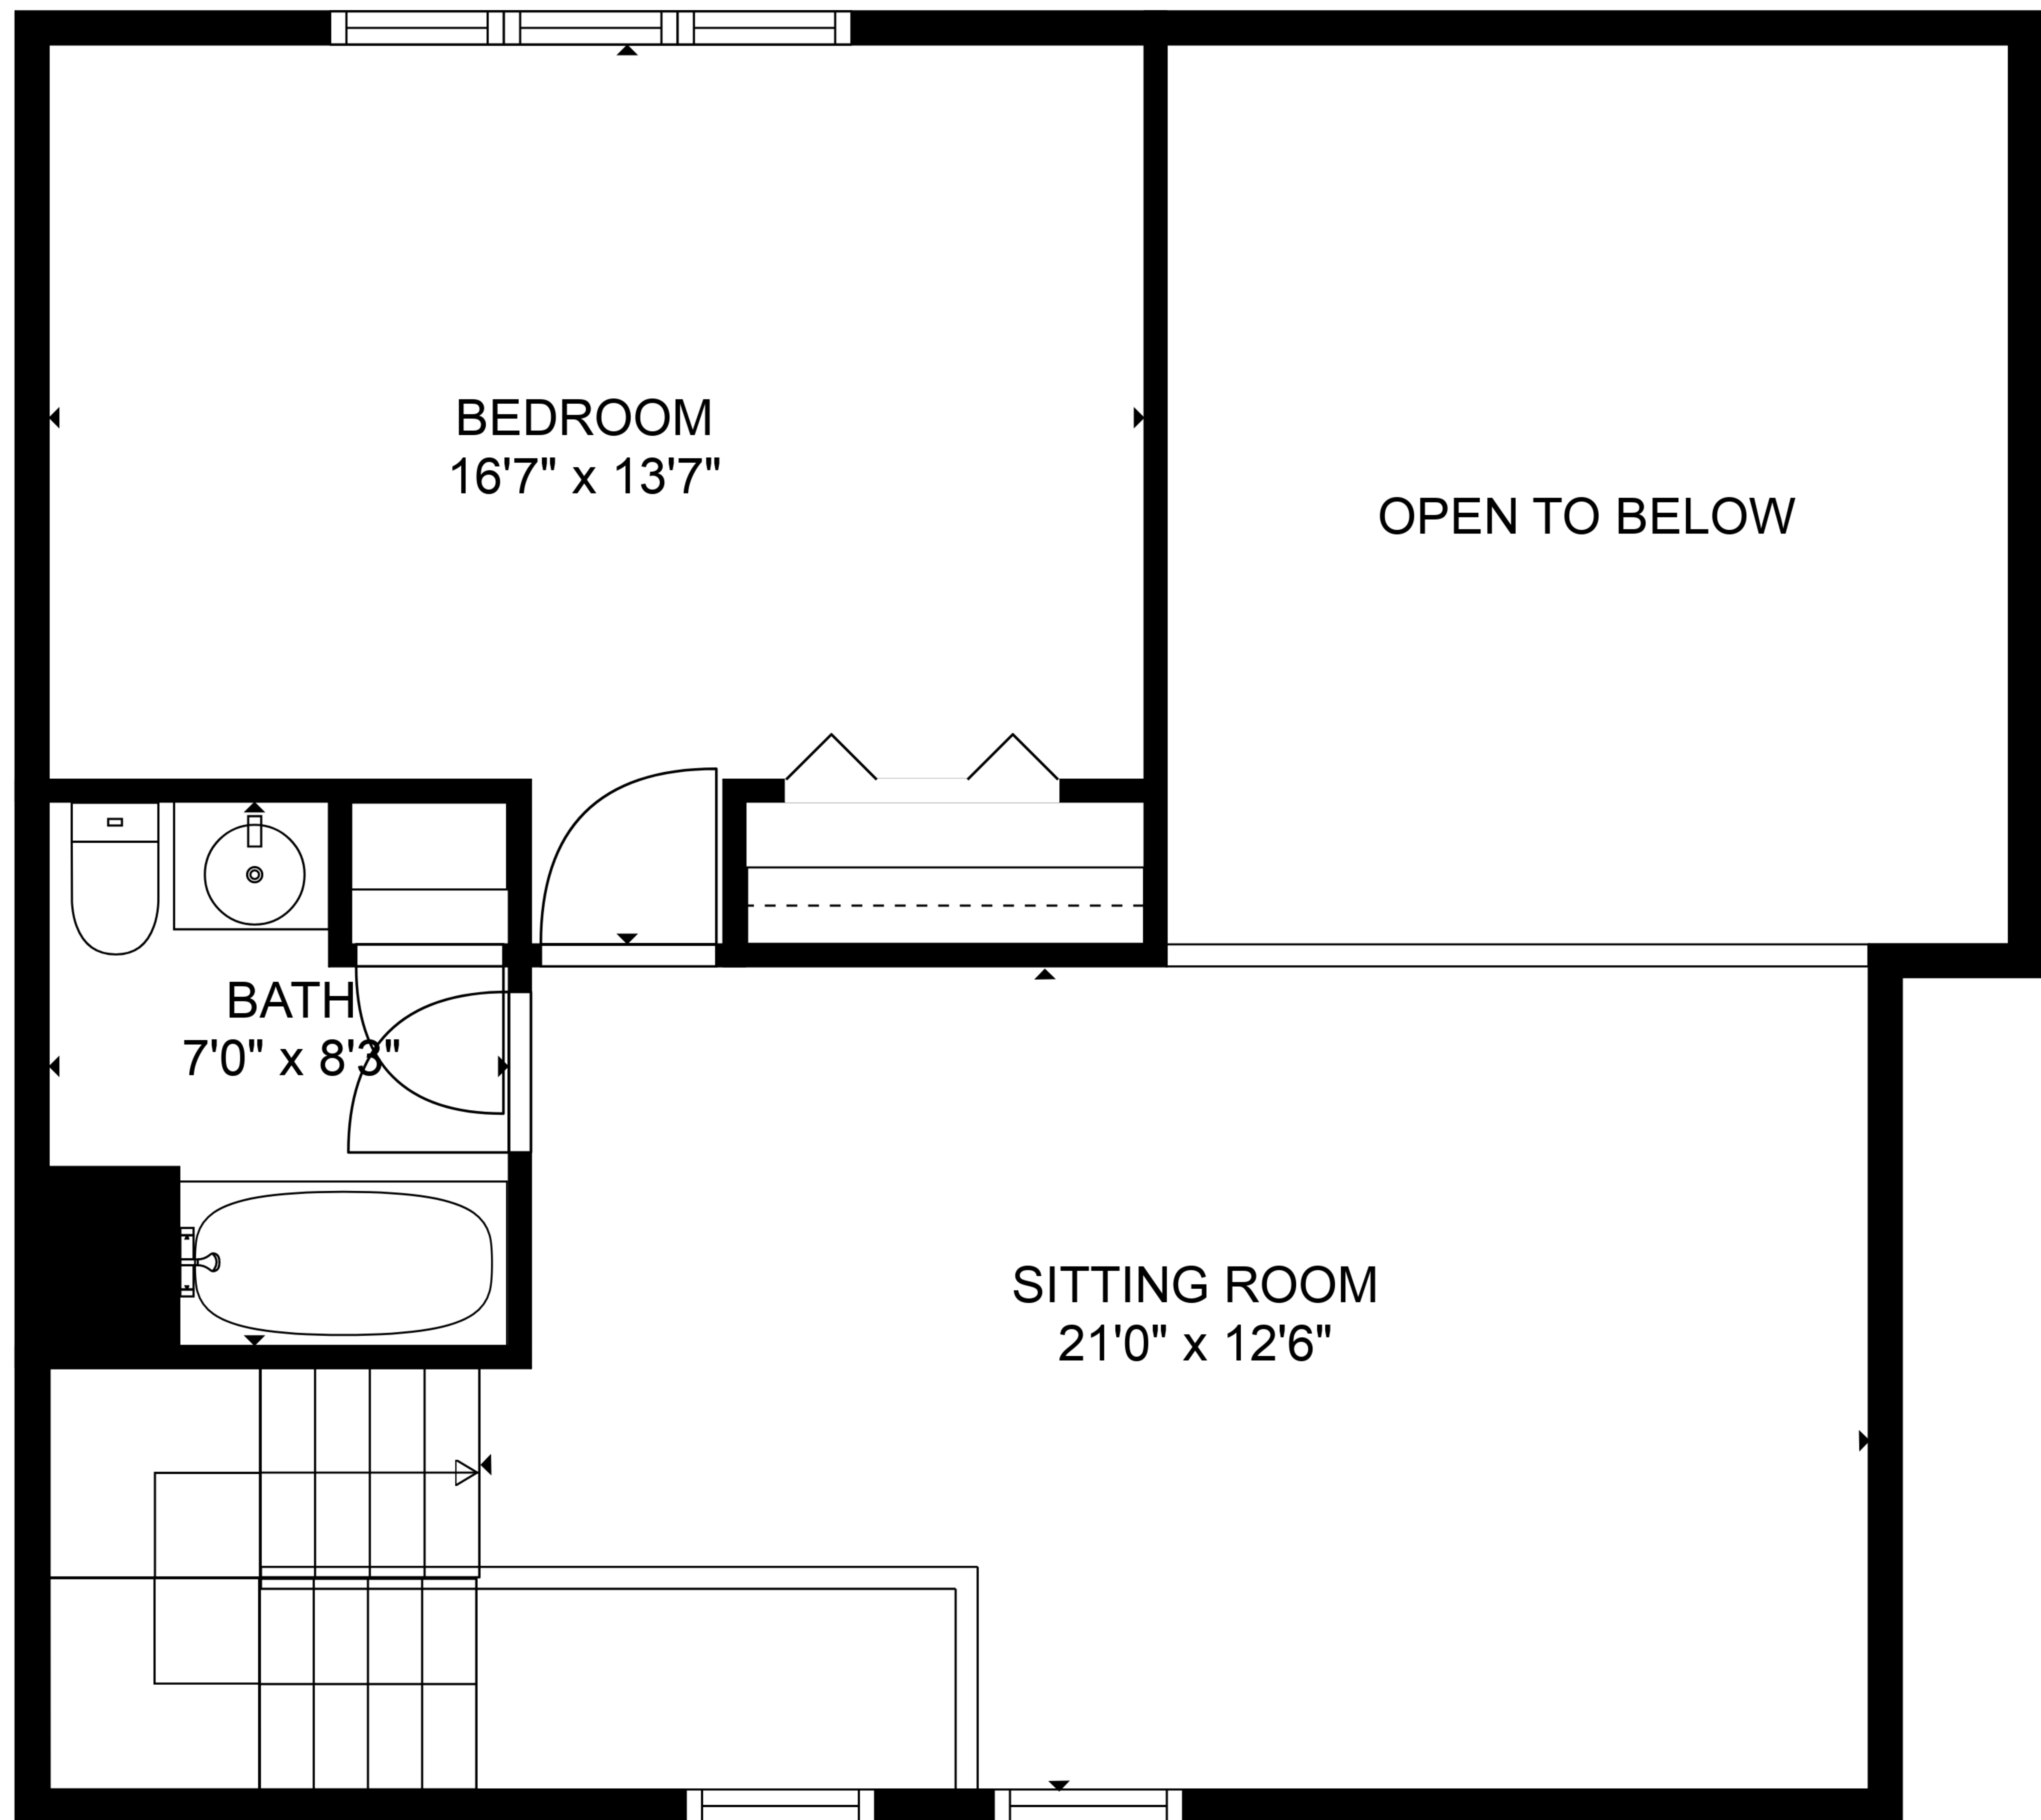 BEDROOM
16'7" x 13'7"
OPEN TO BELOW
BATH
7'0" x 8'3"
SITTING ROOM
21'0" x 12'6"